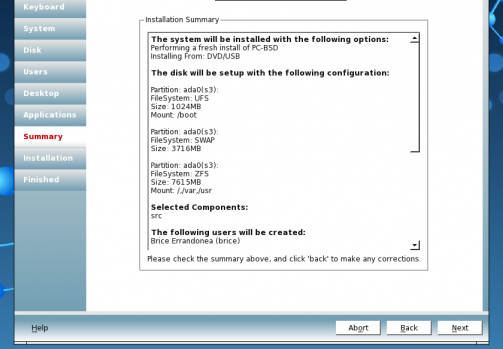 Keyboard
System
Disk
Users
Desktop
Applications
Summary
Installation
Finished
Installation Summary
The system will be installed with the following options:
Performing a fresh install of PC-BSD
Installing From: DVD/USB
The disk will be setup with the following configuration:
Partition: ada0(s3):
FileSystem: UFS
Size: 1024MB
Mount: /boot
Partition: ada0(s3):
FileSystem: SWAP
Size: 3716MB
Partition: ada0(s3):
FileSystem: ZFS
Size: 7615MB
Mount: /,/var,/usr
Selected Components:
src
The following users will be created:
Brice Errandonea (brice)
Please check the summary above, and click 'back' to make any corrections.
Help
Abort
Back
Next